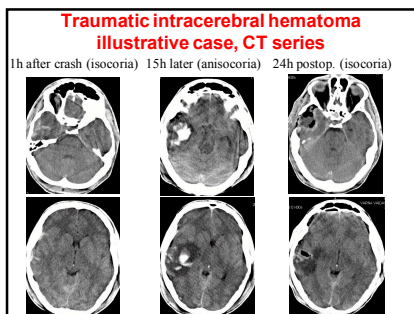 Traumatic intracerebral hematoma
illustrative case, CT series
1h after crash (isocoria) 15h later (anisocoria) 24h postop. (isocoria)